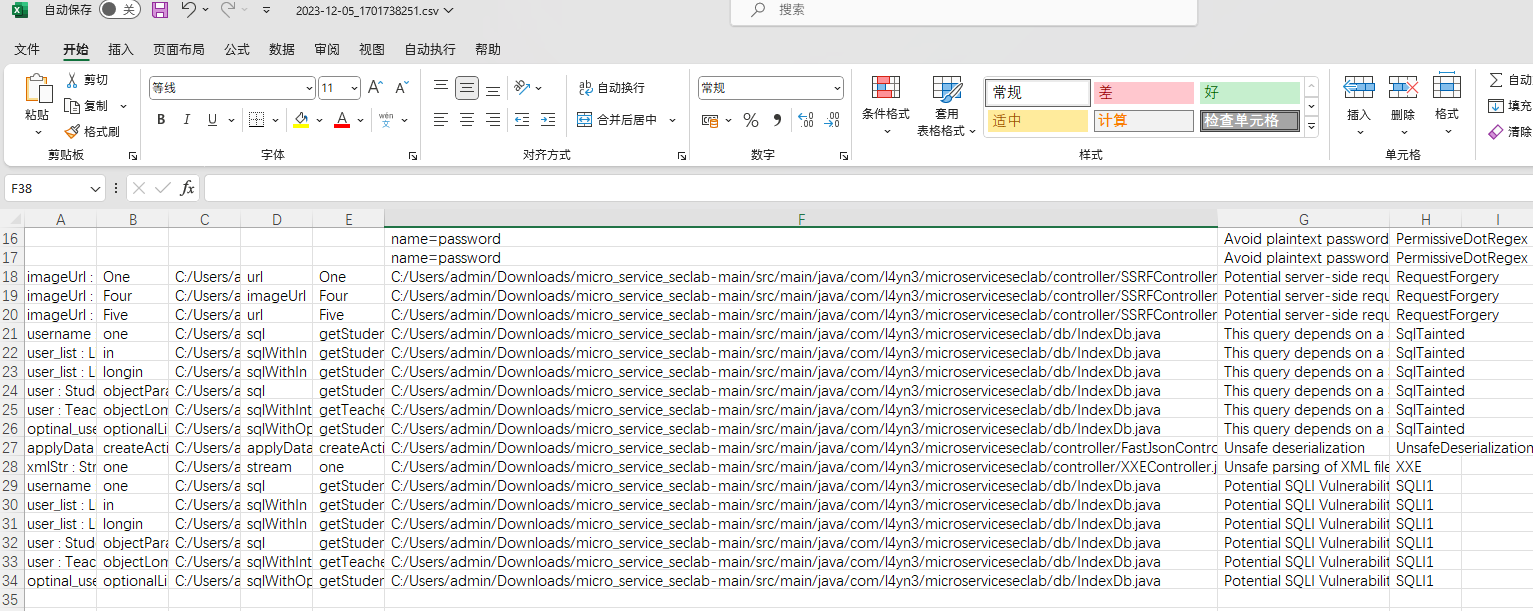 自动保存 关 2023-12-05_1701738251.csv 搜索
文件 开始 插入 页面布局 公式 数据 审阅 视图 自动执行 帮助
粘贴 剪切 复制 格式刷 剪贴板
等线 11 A A B I U A wén 文 字体
ab 自动换行 合并后居中 对齐方式
常规 % 数字
条件格式 套用 表格格式 常规 差 好 适中 计算 检查单元格 样式
插入 删除 格式 单元格
自动 填充 清除
F38 fx
A B C D E F G H I
16 name=password Avoid plaintext password PermissiveDotRegex
17 name=password Avoid plaintext password PermissiveDotRegex
18 imageUrl : One C:/Users/a url One C:/Users/admin/Downloads/micro_service_seclab-main/src/main/java/com/l4yn3/microserviceseclab/controller/SSRFController Potential server-side requ RequestForgery
19 imageUrl : Four C:/Users/a imageUrl Four C:/Users/admin/Downloads/micro_service_seclab-main/src/main/java/com/l4yn3/microserviceseclab/controller/SSRFController Potential server-side requ RequestForgery
20 imageUrl : Five C:/Users/a url Five C:/Users/admin/Downloads/micro_service_seclab-main/src/main/java/com/l4yn3/microserviceseclab/controller/SSRFController Potential server-side requ RequestForgery
21 username one C:/Users/a sql getStuden C:/Users/admin/Downloads/micro_service_seclab-main/src/main/java/com/l4yn3/microserviceseclab/db/IndexDb.java This query depends on a SqlTainted
22 user_list : L in C:/Users/a sqlWithIn getStuden C:/Users/admin/Downloads/micro_service_seclab-main/src/main/java/com/l4yn3/microserviceseclab/db/IndexDb.java This query depends on a SqlTainted
23 user_list : L longin C:/Users/a sqlWithIn getStuden C:/Users/admin/Downloads/micro_service_seclab-main/src/main/java/com/l4yn3/microserviceseclab/db/IndexDb.java This query depends on a SqlTainted
24 user : Stud objectPara C:/Users/a sql getStuden C:/Users/admin/Downloads/micro_service_seclab-main/src/main/java/com/l4yn3/microserviceseclab/db/IndexDb.java This query depends on a SqlTainted
25 user : Teac objectLom C:/Users/a sqlWithInt getTeache C:/Users/admin/Downloads/micro_service_seclab-main/src/main/java/com/l4yn3/microserviceseclab/db/IndexDb.java This query depends on a SqlTainted
26 optinal_use optionalLi C:/Users/a sqlWithOp getStuden C:/Users/admin/Downloads/micro_service_seclab-main/src/main/java/com/l4yn3/microserviceseclab/db/IndexDb.java This query depends on a SqlTainted
27 applyData createActi C:/Users/a applyData createActi C:/Users/admin/Downloads/micro_service_seclab-main/src/main/java/com/l4yn3/microserviceseclab/controller/FastJsonContro Unsafe deserialization UnsafeDeserialization
28 xmlStr : Str one C:/Users/a stream one C:/Users/admin/Downloads/micro_service_seclab-main/src/main/java/com/l4yn3/microserviceseclab/controller/XXEController.j Unsafe parsing of XML file XXE
29 username one C:/Users/a sql getStuden C:/Users/admin/Downloads/micro_service_seclab-main/src/main/java/com/l4yn3/microserviceseclab/db/IndexDb.java Potential SQLI Vulnerabilit SQLI1
30 user_list : L in C:/Users/a sqlWithIn getStuden C:/Users/admin/Downloads/micro_service_seclab-main/src/main/java/com/l4yn3/microserviceseclab/db/IndexDb.java Potential SQLI Vulnerabilit SQLI1
31 user_list : L longin C:/Users/a sqlWithIn getStuden C:/Users/admin/Downloads/micro_service_seclab-main/src/main/java/com/l4yn3/microserviceseclab/db/IndexDb.java Potential SQLI Vulnerabilit SQLI1
32 user : Stud objectPara C:/Users/a sql getStuden C:/Users/admin/Downloads/micro_service_seclab-main/src/main/java/com/l4yn3/microserviceseclab/db/IndexDb.java Potential SQLI Vulnerabilit SQLI1
33 user : Teac objectLom C:/Users/a sqlWithInt getTeache C:/Users/admin/Downloads/micro_service_seclab-main/src/main/java/com/l4yn3/microserviceseclab/db/IndexDb.java Potential SQLI Vulnerabilit SQLI1
34 optinal_use optionalLi C:/Users/a sqlWithOp getStuden C:/Users/admin/Downloads/micro_service_seclab-main/src/main/java/com/l4yn3/microserviceseclab/db/IndexDb.java Potential SQLI Vulnerabilit SQLI1
35